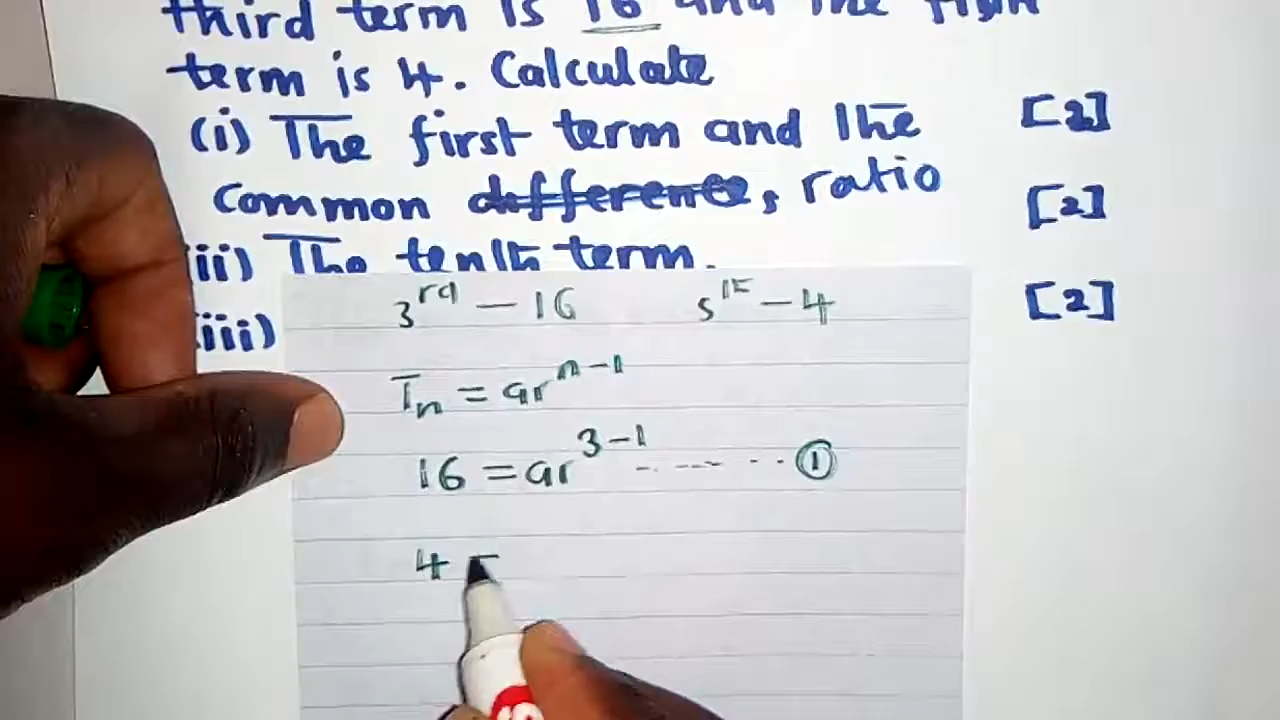 third term is 16 and the fifth
term is 4. Calculate
(i) The first term and the [2]
common difference, ratio [2]
ii) The tenth term.
iii) [2]
3rd – 16 5th – 4
Tn = ar^n-1
16 = ar^3-1 ........ ①
4